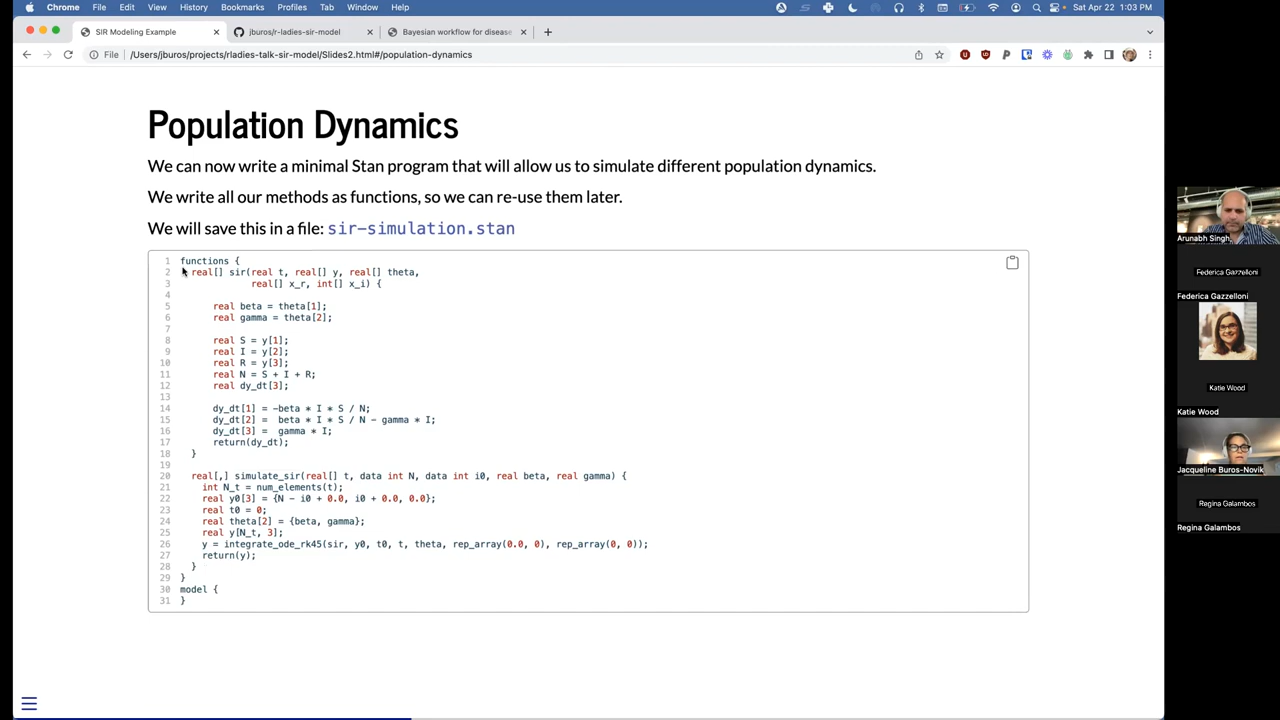 Chrome File Edit View History Bookmarks Profiles Tab Window Help Sat Apr 22 1:03 PM
SIR Modeling Example jburos/r-ladies-sir-model Bayesian workflow for disease
File /Users/jburos/projects/rladies-talk-sir-model/Slides2.html#/population-dynamics
Population Dynamics
We can now write a minimal Stan program that will allow us to simulate different population dynamics.
We write all our methods as functions, so we can re-use them later.
We will save this in a file: sir-simulation.stan
1 functions {
2 real[] sir(real t, real[] y, real[] theta,
3 real[] x_r, int[] x_i) {
4
5 real beta = theta[1];
6 real gamma = theta[2];
7
8 real S = y[1];
9 real I = y[2];
10 real R = y[3];
11 real N = S + I + R;
12 real dy_dt[3];
13
14 dy_dt[1] = -beta * I * S / N;
15 dy_dt[2] = beta * I * S / N - gamma * I;
16 dy_dt[3] = gamma * I;
17 return(dy_dt);
18 }
19
20 real[,] simulate_sir(real[] t, data int N, data int i0, real beta, real gamma) {
21 int N_t = num_elements(t);
22 real y0[3] = {N - i0 + 0.0, i0 + 0.0, 0.0};
23 real t0 = 0;
24 real theta[2] = {beta, gamma};
25 real y[N_t, 3];
26 y = integrate_ode_rk45(sir, y0, t0, t, theta, rep_array(0.0, 0), rep_array(0, 0));
27 return(y);
28 }
29 }
30 model {
31 }
Arunabh Singh
Federica Gazzelloni
Federica Gazzelloni
Katie Wood
Katie Wood
Jacqueline Buros-Novik
Regina Galambos
Regina Galambos